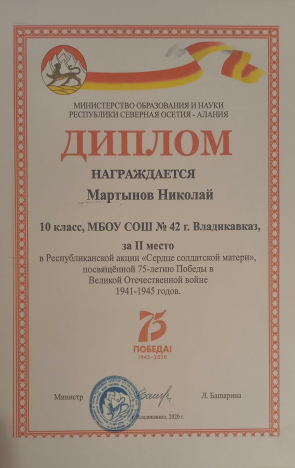 МИНИСТЕРСТВО ОБРАЗОВАНИЯ И НАУКИ
РЕСПУБЛИКИ СЕВЕРНАЯ ОСЕТИЯ - АЛАНИЯ
ДИПЛОМ
НАГРАЖДАЕТСЯ
Мартынов Николай
10 класс, МБОУ СОШ № 42 г. Владикавказ,
за II место
в Республиканской акции «Сердце солдатской матери»,
посвящённой 75-летию Победы в
Великой Отечественной войне
1941-1945 годов.
75
ПОБЕДА!
1945-2020
Министр Л. Башарина
г. Владикавказ, 2020 г.